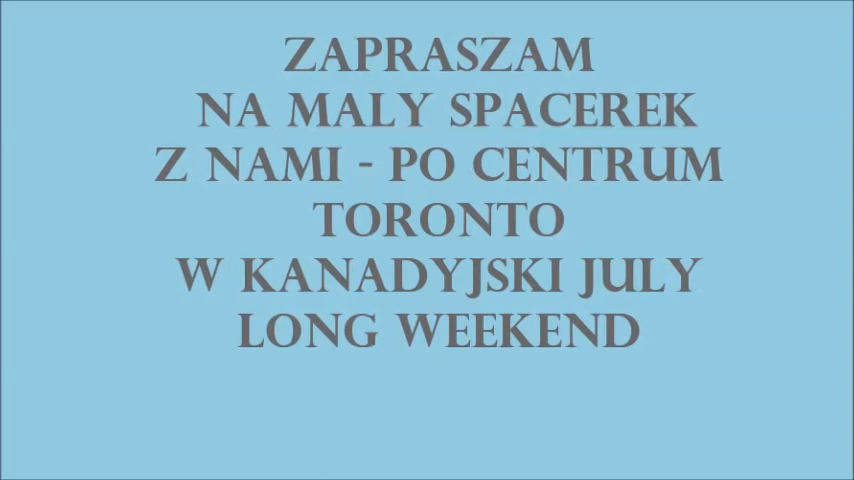 ZAPRASZAM
NA MALY SPACEREK
Z NAMI - PO CENTRUM
TORONTO
W KANADYJSKI JULY
LONG WEEKEND